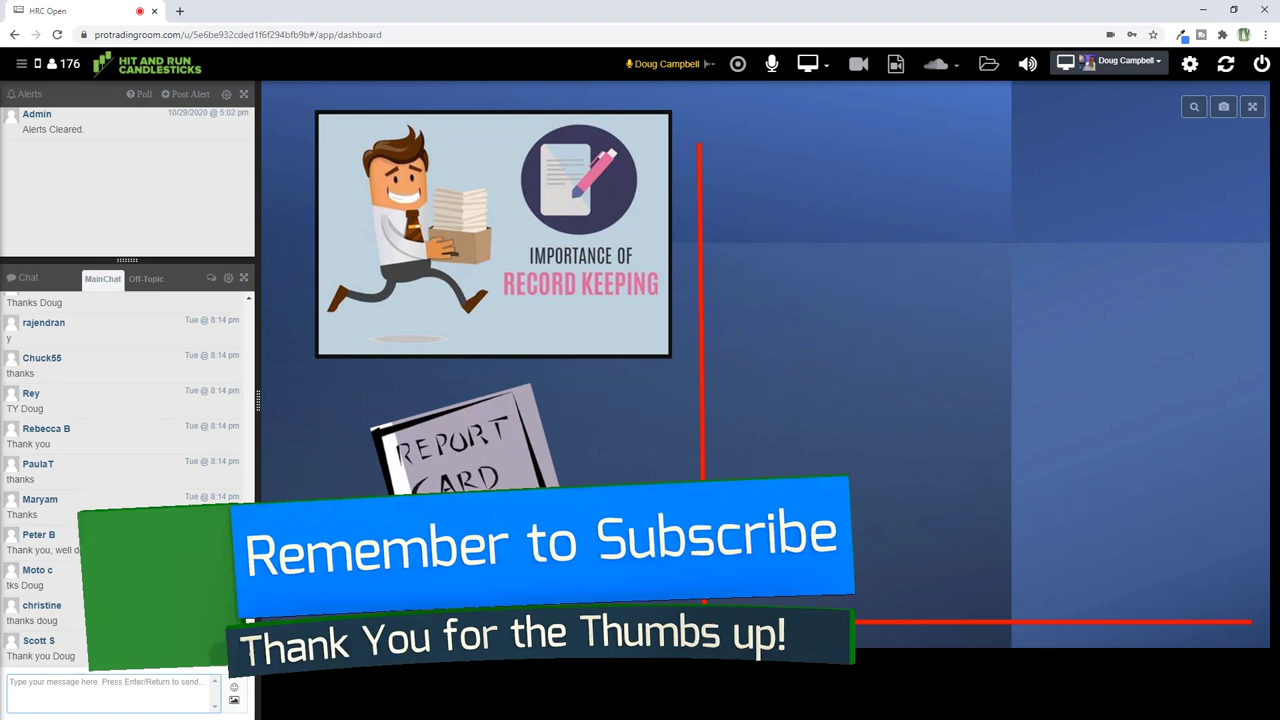 HRC Open
protradingroom.com/u/5e6be932cded1f6f294bfb9b#/app/dashboard
176
HIT AND RUN
CANDLESTICKS
Doug Campbell
Doug Campbell
Alerts
Poll
Post Alert
Admin
10/29/2020 @ 5:02 pm
Alerts Cleared.
IMPORTANCE OF
RECORD KEEPING
Chat
MainChat
Off-Topic
Thanks Doug
rajendran
Tue @ 8:14 pm
y
Chuck55
Tue @ 8:14 pm
thanks
Rey
Tue @ 8:14 pm
TY Doug
Rebecca B
Tue @ 8:14 pm
Thank you
PaulaT
Tue @ 8:14 pm
thanks
Maryam
Tue @ 8:14 pm
Thanks
Peter B
Thank you, well d
Moto c
tks Doug
christine
thanks doug
Scott S
Thank you Doug
REPORT
CARD
Remember to Subscribe
Thank You for the Thumbs up!
Type your message here. Press Enter/Return to send...